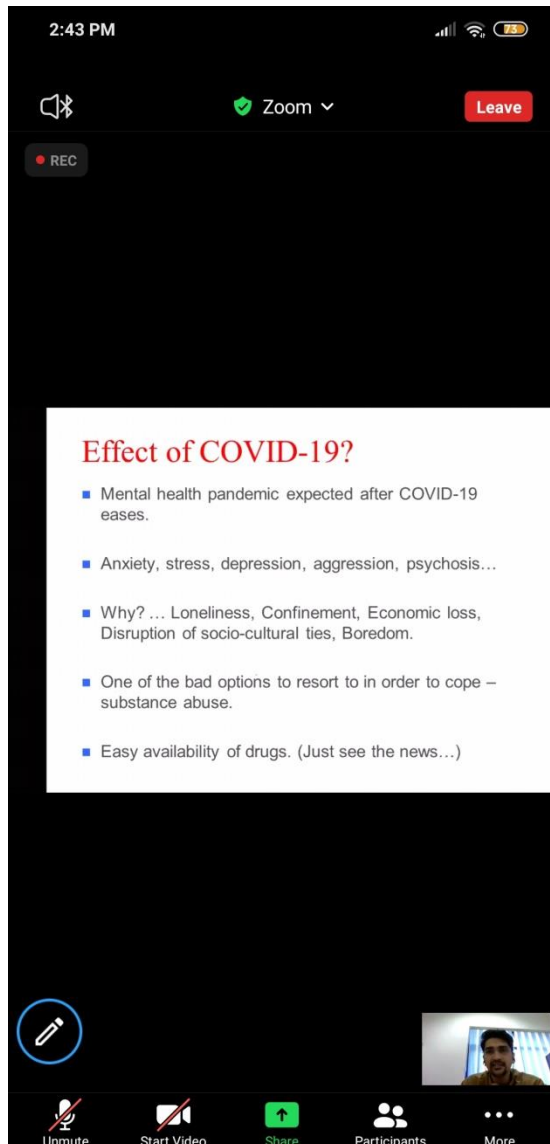 2:43 PM
73
Zoom
Leave
REC
Effect of COVID-19?
Mental health pandemic expected after COVID-19
eases.
Anxiety, stress, depression, aggression, psychosis…
Why? … Loneliness, Confinement, Economic loss,
Disruption of socio-cultural ties, Boredom.
One of the bad options to resort to in order to cope –
substance abuse.
Easy availability of drugs. (Just see the news…)
Unmute Start Video Share Participants More